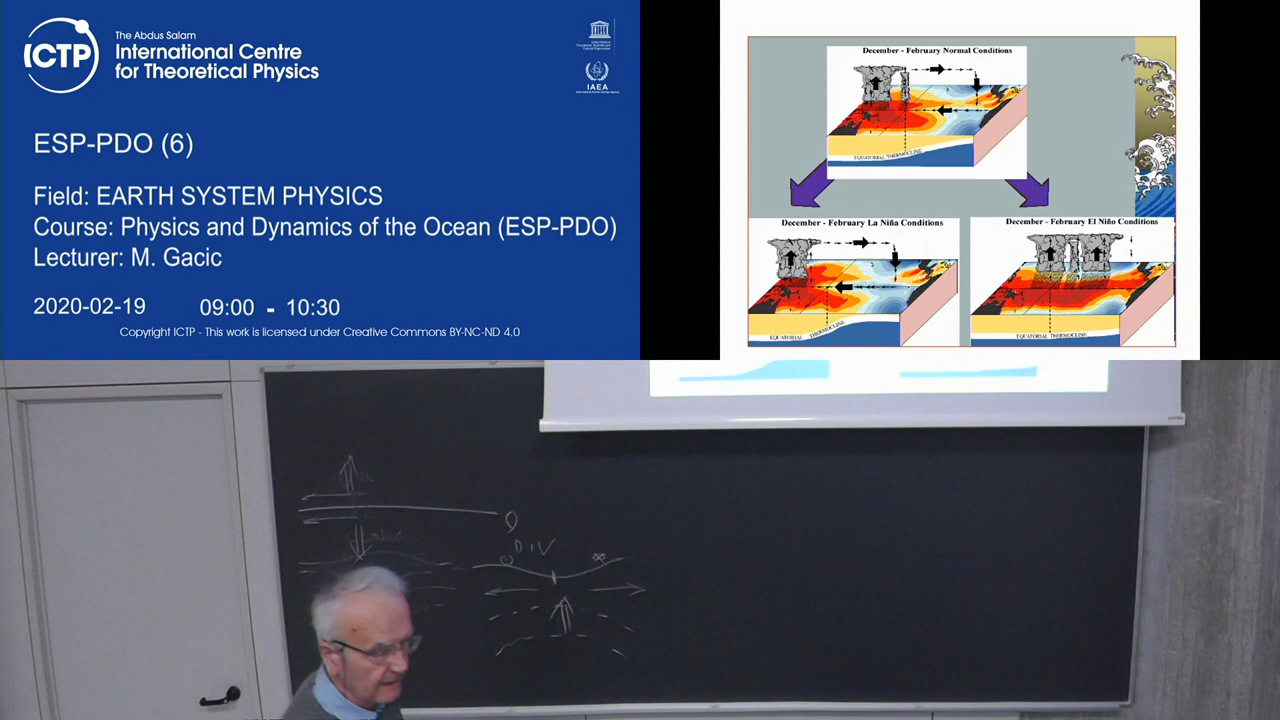 The Abdus Salam
ICTP
International Centre
for Theoretical Physics
IAEA
ESP-PDO (6)
Field: EARTH SYSTEM PHYSICS
Course: Physics and Dynamics of the Ocean (ESP-PDO)
Lecturer: M. Gacic
2020-02-19 09:00 - 10:30
Copyright ICTP - This work is licensed under Creative Commons BY-NC-ND 4.0
December - February Normal Conditions
EQUATORIAL THERMOCLINE
December - February La Niña Conditions
EQUATORIAL THERMOCLINE
December - February El Niño Conditions
EQUATORIAL THERMOCLINE
DIV